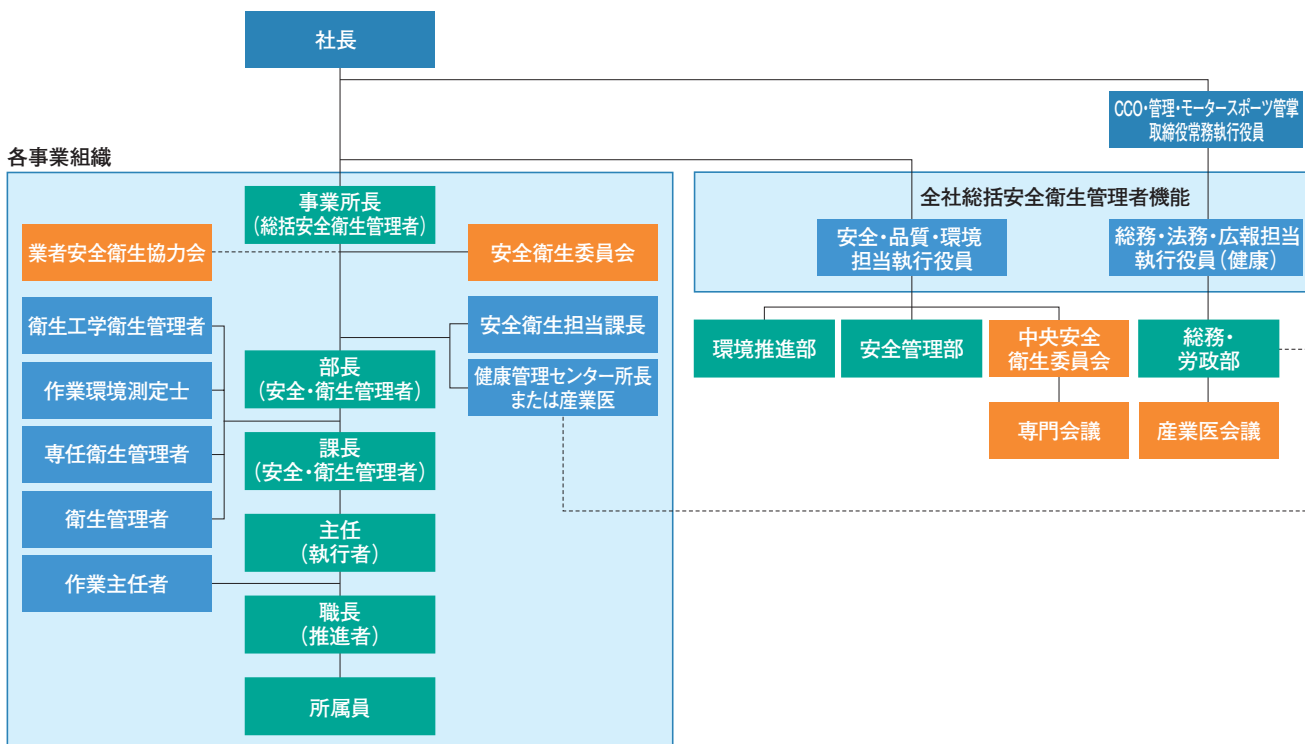 社長
CCO・管理・モータースポーツ管掌
取締役常務執行役員
各事業組織
事業所長
(総括安全衛生管理者)
業者安全衛生協力会
安全衛生委員会
衛生工学衛生管理者
安全衛生担当課長
部長
(安全・衛生管理者)
作業環境測定士
健康管理センター所長
または産業医
専任衛生管理者
課長
(安全・衛生管理者)
衛生管理者
主任
(執行者)
作業主任者
職長
(推進者)
所属員
全社総括安全衛生管理者機能
安全・品質・環境
担当執行役員
総務・法務・広報担当
執行役員(健康)
環境推進部
安全管理部
中央安全
衛生委員会
総務・
労政部
専門会議
産業医会議